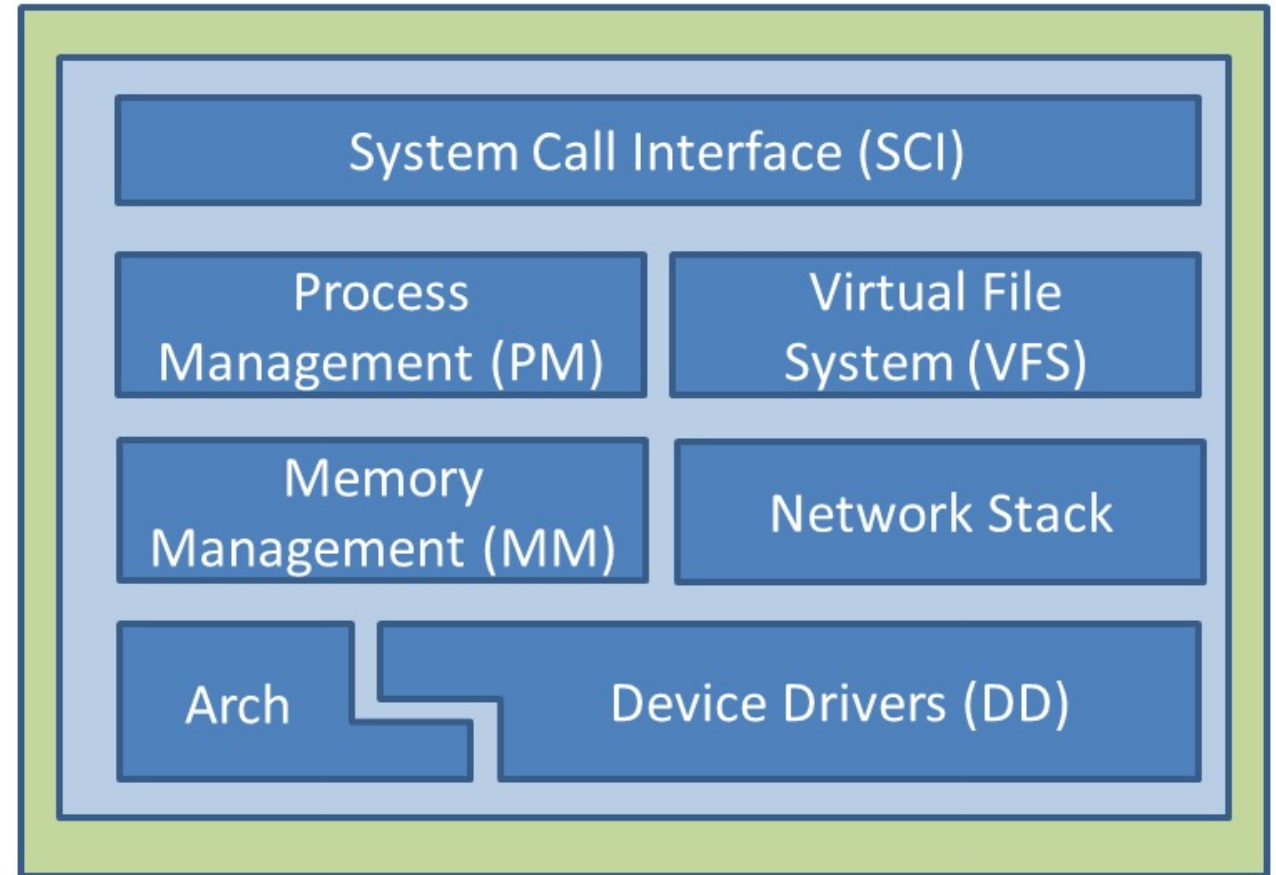 System Call Interface (SCI)
Process
Management (PM)
Virtual File
System (VFS)
Memory
Management (MM)
Network Stack
Arch
Device Drivers (DD)